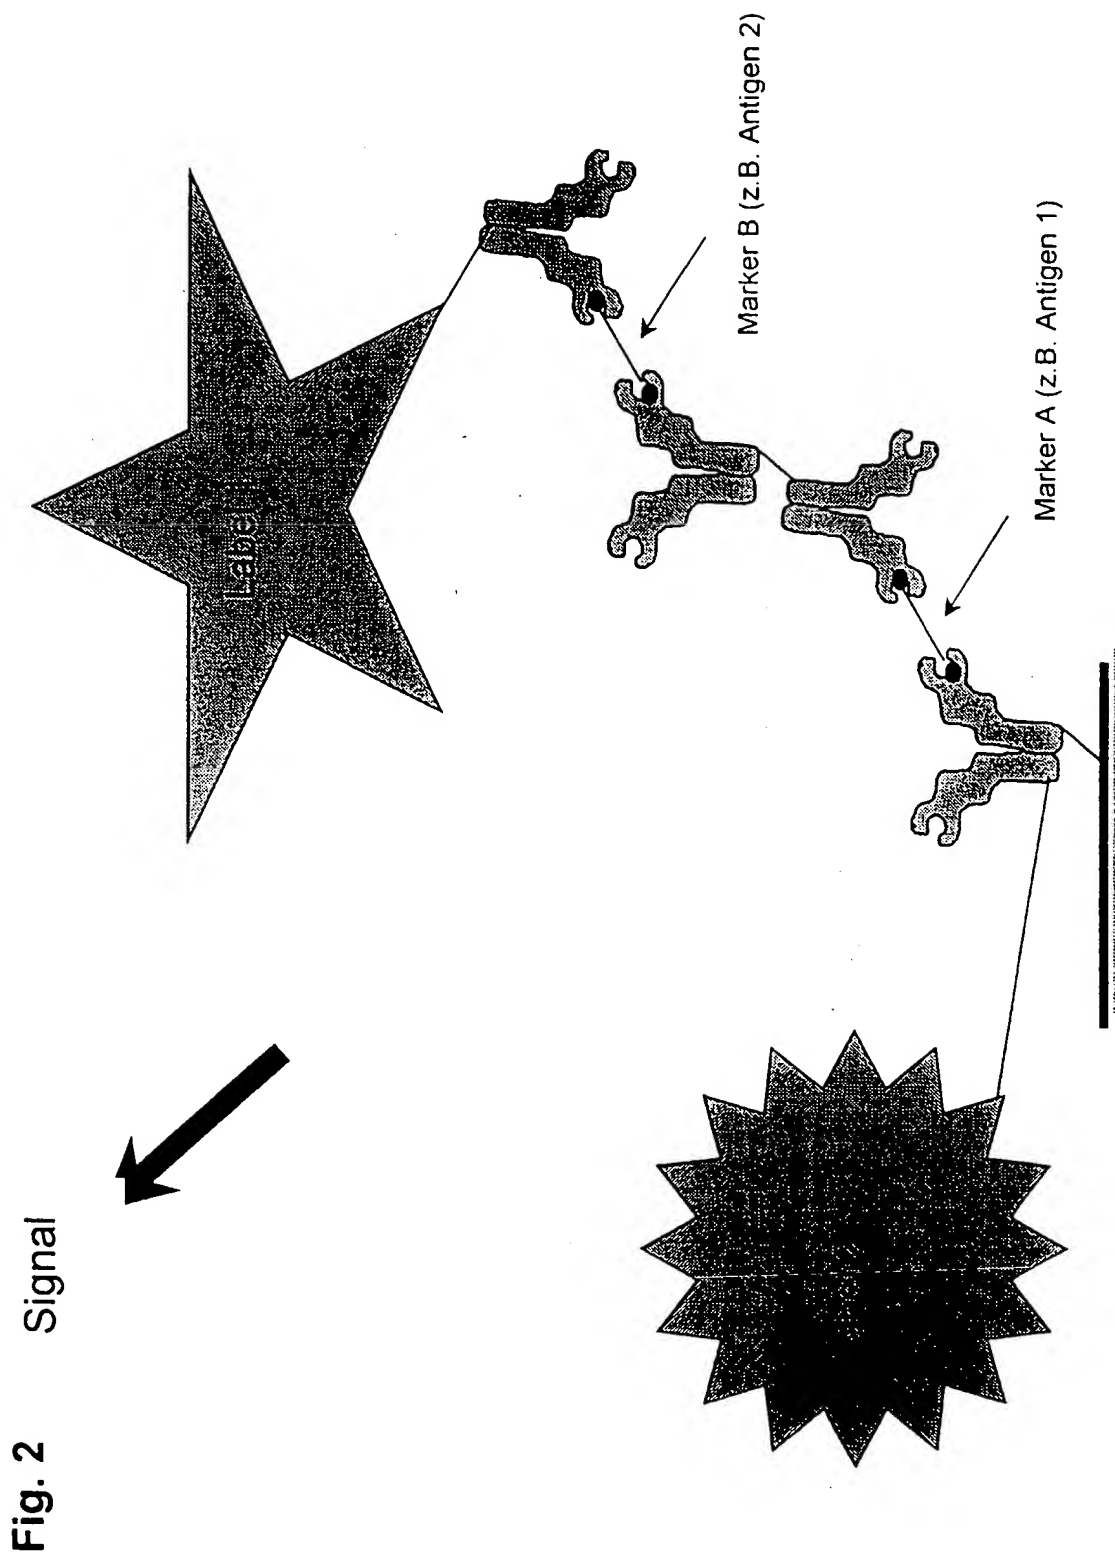 Fig. 2
Signal
Label
Marker B (z.B. Antigen 2)
Marker A (z.B. Antigen 1)